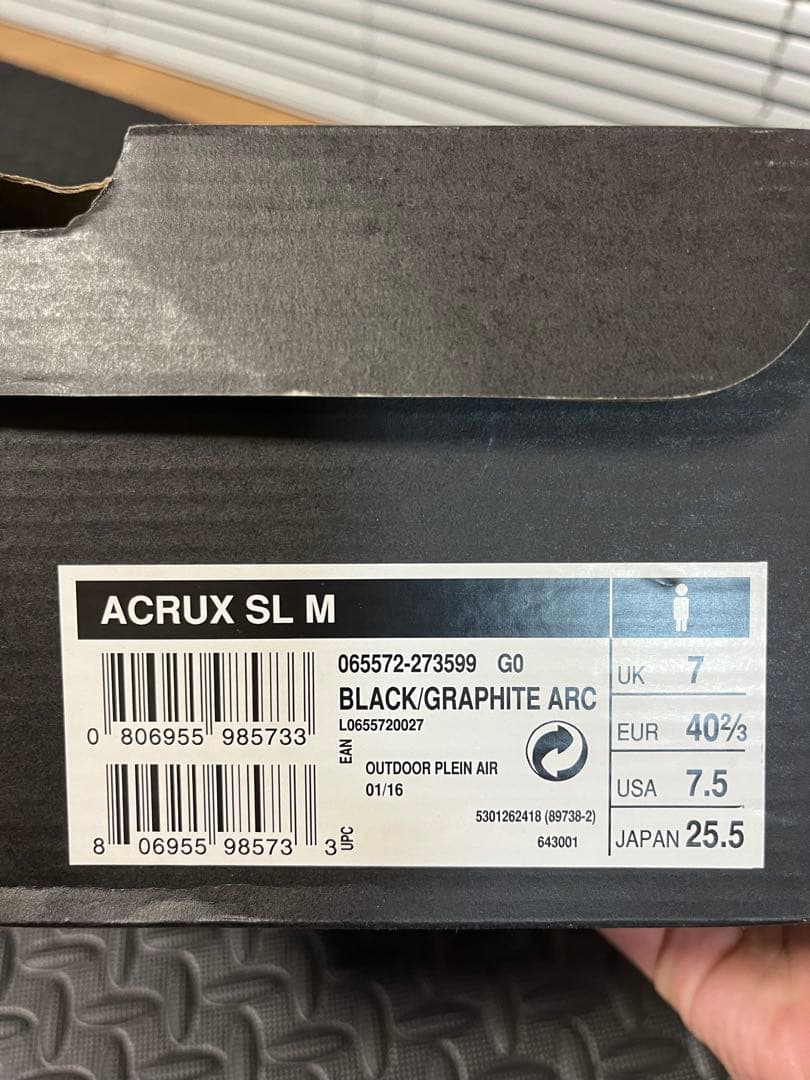 ACRUX SL M
065572-273599 G0
BLACK/GRAPHITE ARC
L0655720027
0 806955 985733
EAN
OUTDOOR PLEIN AIR
01/16
5301262418 (89738-2)
643001
8 06955 98573 3
UPC
UK 7
EUR 40⅔
USA 7.5
JAPAN 25.5